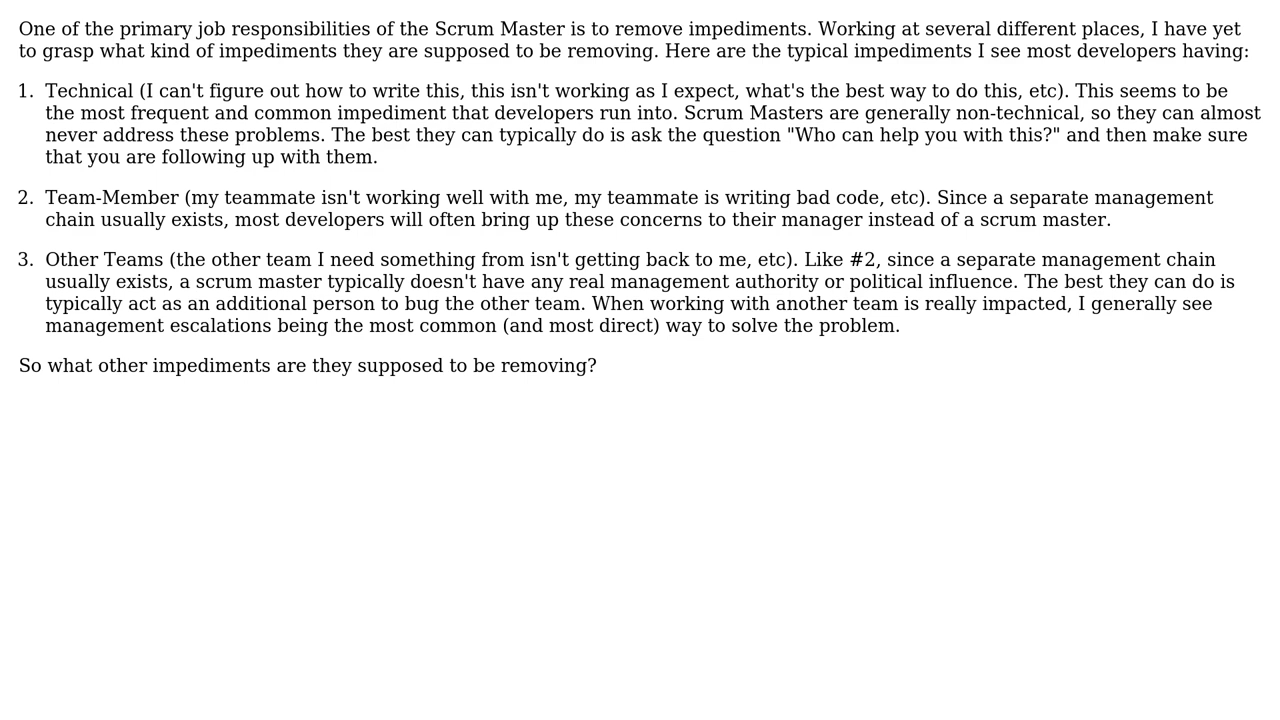 One of the primary job responsibilities of the Scrum Master is to remove impediments. Working at several different places, I have yet
to grasp what kind of impediments they are supposed to be removing. Here are the typical impediments I see most developers having:
1. Technical (I can't figure out how to write this, this isn't working as I expect, what's the best way to do this, etc). This seems to be
the most frequent and common impediment that developers run into. Scrum Masters are generally non-technical, so they can almost
never address these problems. The best they can typically do is ask the question "Who can help you with this?" and then make sure
that you are following up with them.
2. Team-Member (my teammate isn't working well with me, my teammate is writing bad code, etc). Since a separate management
chain usually exists, most developers will often bring up these concerns to their manager instead of a scrum master.
3. Other Teams (the other team I need something from isn't getting back to me, etc). Like #2, since a separate management chain
usually exists, a scrum master typically doesn't have any real management authority or political influence. The best they can do is
typically act as an additional person to bug the other team. When working with another team is really impacted, I generally see
management escalations being the most common (and most direct) way to solve the problem.
So what other impediments are they supposed to be removing?